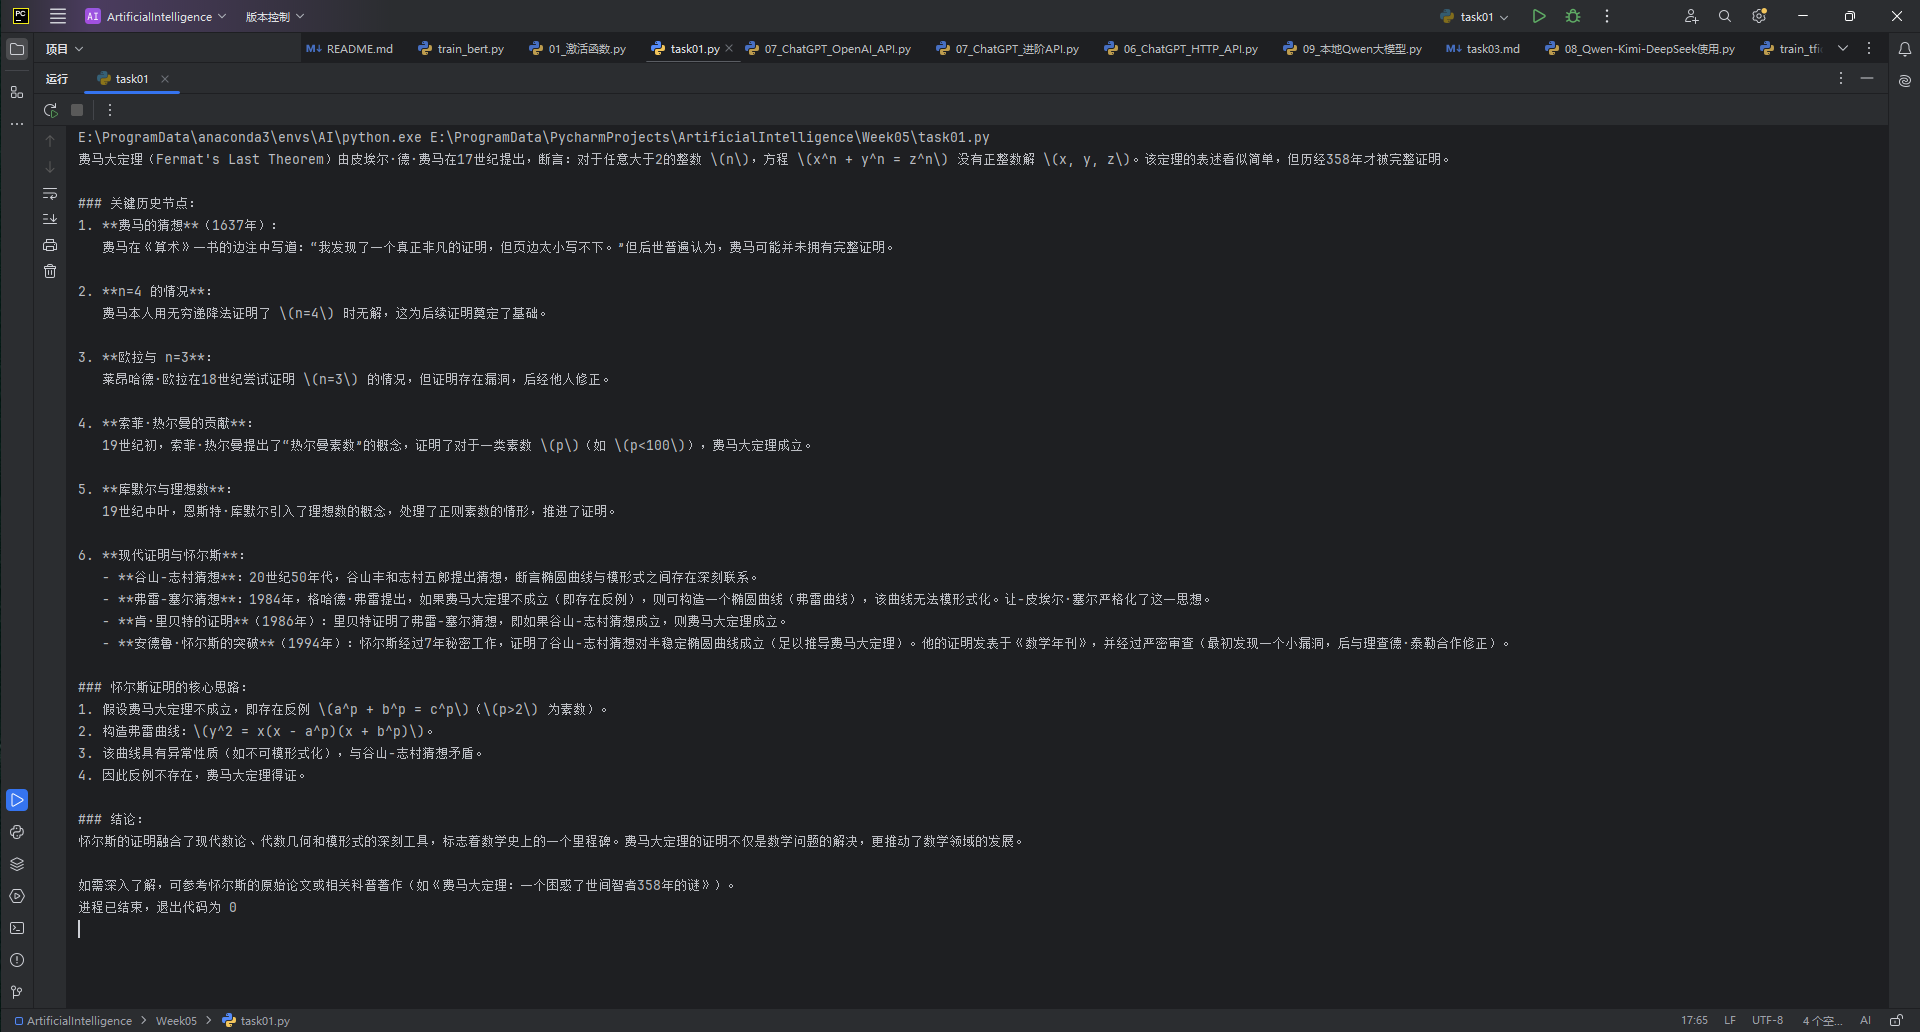 PC AI ArtificialIntelligence 版本控制 task01
项目 README.md train_bert.py 01_激活函数.py task01.py 07_ChatGPT_OpenAI_API.py 07_ChatGPT_进阶API.py 06_ChatGPT_HTTP_API.py 09_本地Qwen大模型.py task03.md 08_Qwen-Kimi-DeepSeek使用.py train_tfi
运行 task01
E:\ProgramData\anaconda3\envs\AI\python.exe E:\ProgramData\PycharmProjects\ArtificialIntelligence\Week05\task01.py
费马大定理（Fermat's Last Theorem）由皮埃尔·德·费马在17世纪提出，断言：对于任意大于2的整数 \(n\)，方程 \(x^n + y^n = z^n\) 没有正整数解 \(x, y, z\)。该定理的表述看似简单，但历经358年才被完整证明。
### 关键历史节点：
1. **费马的猜想**（1637年）：
费马在《算术》一书的边注中写道：“我发现了一个真正非凡的证明，但页边太小写不下。”但后世普遍认为，费马可能并未拥有完整证明。
2. **n=4 的情况**：
费马本人用无穷递降法证明了 \(n=4\) 时无解，这为后续证明奠定了基础。
3. **欧拉与 n=3**：
莱昂哈德·欧拉在18世纪尝试证明 \(n=3\) 的情况，但证明存在漏洞，后经他人修正。
4. **索菲·热尔曼的贡献**：
19世纪初，索菲·热尔曼提出了“热尔曼素数”的概念，证明了对于一类素数 \(p\)（如 \(p<100\)），费马大定理成立。
5. **库默尔与理想数**：
19世纪中叶，恩斯特·库默尔引入了理想数的概念，处理了正则素数的情形，推进了证明。
6. **现代证明与怀尔斯**：
- **谷山-志村猜想**：20世纪50年代，谷山丰和志村五郎提出猜想，断言椭圆曲线与模形式之间存在深刻联系。
- **弗雷-塞尔猜想**：1984年，格哈德·弗雷提出，如果费马大定理不成立（即存在反例），则可构造一个椭圆曲线（弗雷曲线），该曲线无法模形式化。让-皮埃尔·塞尔严格化了这一思想。
- **肯·里贝特的证明**（1986年）：里贝特证明了弗雷-塞尔猜想，即如果谷山-志村猜想成立，则费马大定理成立。
- **安德鲁·怀尔斯的突破**（1994年）：怀尔斯经过7年秘密工作，证明了谷山-志村猜想对半稳定椭圆曲线成立（足以推导费马大定理）。他的证明发表于《数学年刊》，并经过严密审查（最初发现一个小漏洞，后与理查德·泰勒合作修正）。
### 怀尔斯证明的核心思路：
1. 假设费马大定理不成立，即存在反例 \(a^p + b^p = c^p\)（\(p>2\) 为素数）。
2. 构造弗雷曲线：\(y^2 = x(x - a^p)(x + b^p)\)。
3. 该曲线具有异常性质（如不可模形式化），与谷山-志村猜想矛盾。
4. 因此反例不存在，费马大定理得证。
### 结论：
怀尔斯的证明融合了现代数论、代数几何和模形式的深刻工具，标志着数学史上的一个里程碑。费马大定理的证明不仅是数学问题的解决，更推动了数学领域的发展。
如需深入了解，可参考怀尔斯的原始论文或相关科普著作（如《费马大定理：一个困惑了世间智者358年的谜》）。
进程已结束，退出代码为 0
ArtificialIntelligence Week05 task01.py 17:65 LF UTF-8 4 个空... AI